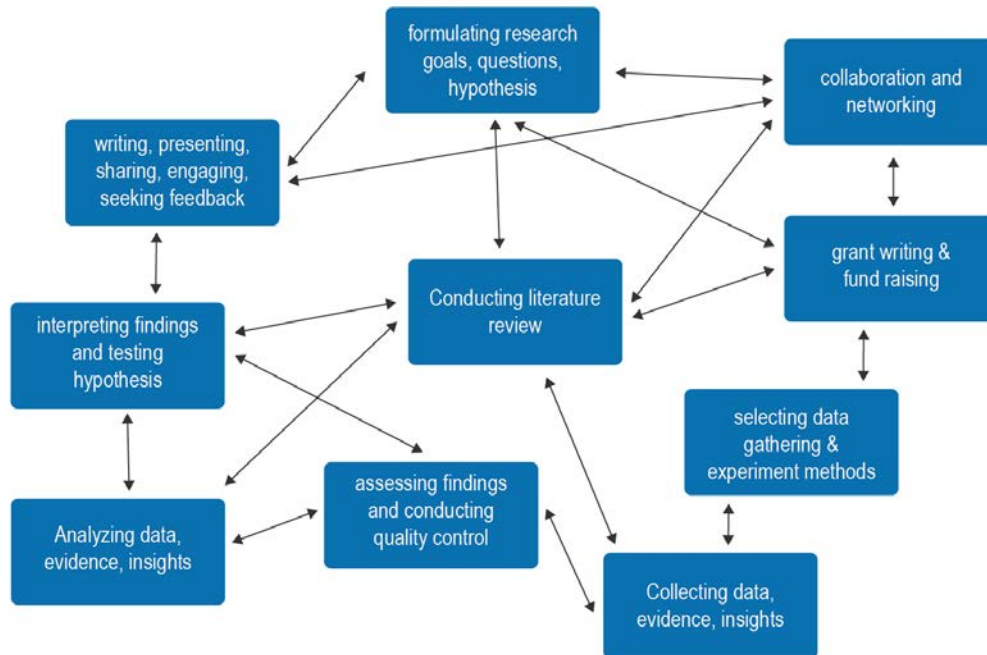 formulating research
goals, questions,
hypothesis
collaboration and
networking
writing, presenting,
sharing, engaging,
seeking feedback
grant writing &
fund raising
Conducting literature
review
interpreting findings
and testing
hypothesis
selecting data
gathering &
experiment methods
assessing findings
and conducting
quality control
Analyzing data,
evidence, insights
Collecting data,
evidence, insights